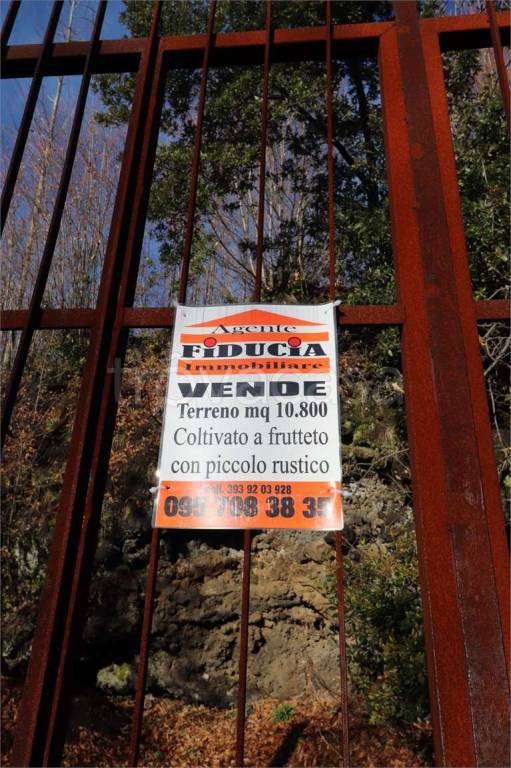 Agente
FIDUCIA
Immobiliare
VENDE
Terreno mq 10.800
Coltivato a frutteto
con piccolo rustico
cell. 393 92 03 928
095 708 38 35